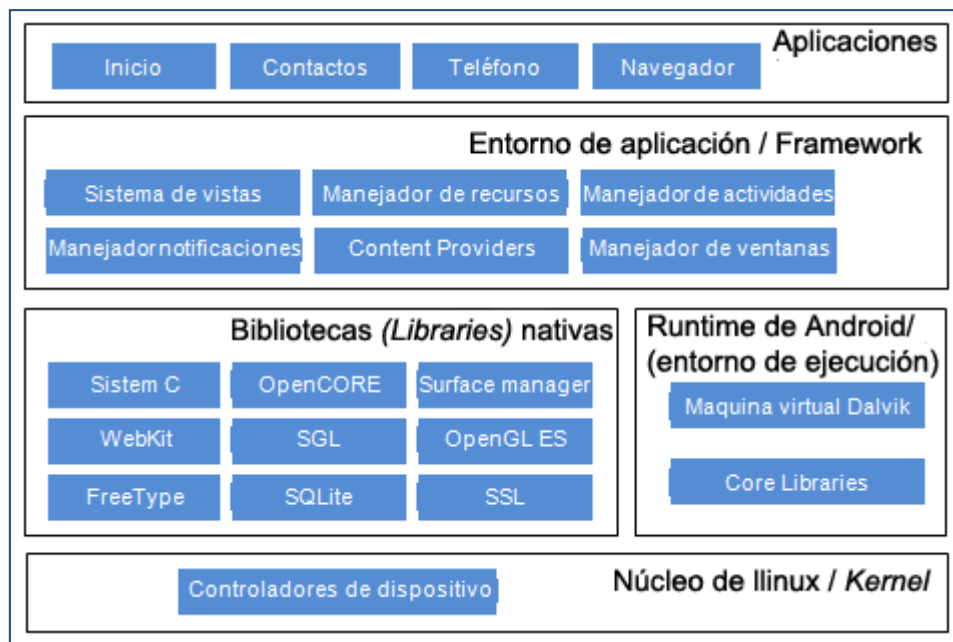 Aplicaciones
Inicio
Contactos
Teléfono
Navegador
Entorno de aplicación / Framework
Sistema de vistas
Manejador de recursos
Manejador de actividades
Manejador notificaciones
Content Providers
Manejador de ventanas
Bibliotecas (Libraries) nativas
Sistem C
OpenCORE
Surface manager
WebKit
SGL
OpenGL ES
FreeType
SQLite
SSL
Runtime de Android/
(entorno de ejecución)
Maquina virtual Dalvik
Core Libraries
Núcleo de llinux / Kernel
Controladores de dispositivo